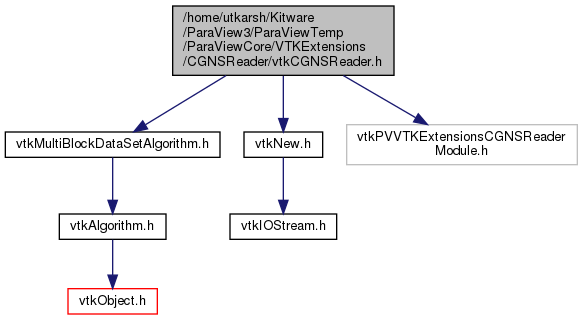 /home/utkarsh/Kitware
/ParaView3/ParaViewTemp
/ParaViewCore/VTKExtensions
/CGNSReader/vtkCGNSReader.h
vtkMultiBlockDataSetAlgorithm.h
vtkNew.h
vtkPVVTKExtensionsCGNSReader
Module.h
vtkAlgorithm.h
vtkIOStream.h
vtkObject.h